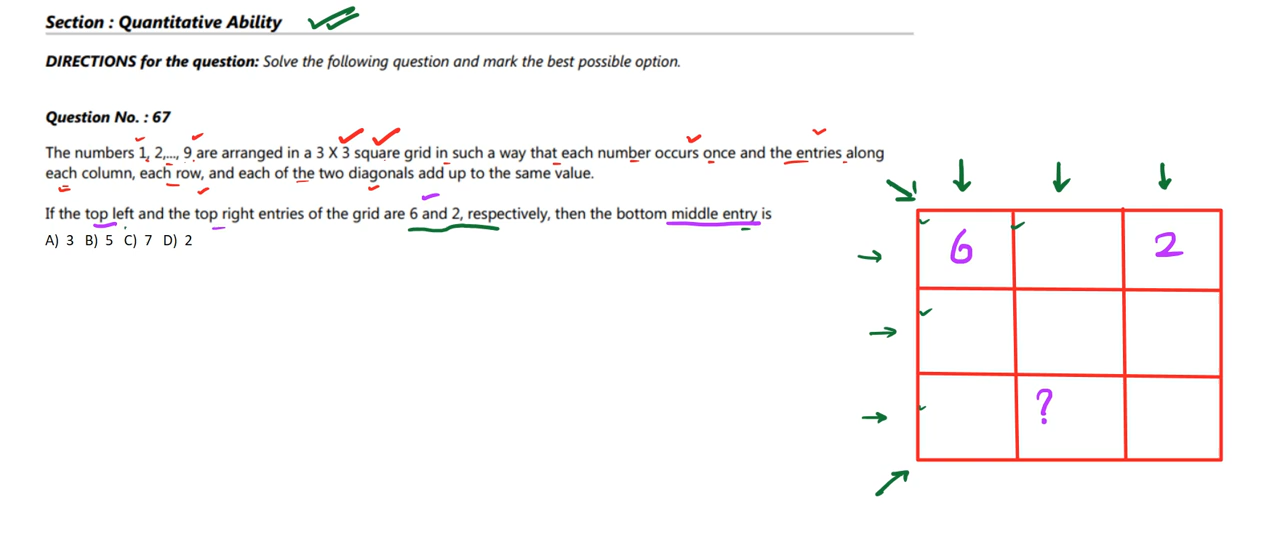 Section : Quantitative Ability
DIRECTIONS for the question: Solve the following question and mark the best possible option.
Question No. : 67
The numbers 1, 2,..., 9 are arranged in a 3 X 3 square grid in such a way that each number occurs once and the entries along
each column, each row, and each of the two diagonals add up to the same value.
If the top left and the top right entries of the grid are 6 and 2, respectively, then the bottom middle entry is
A) 3 B) 5 C) 7 D) 2
6 2
?